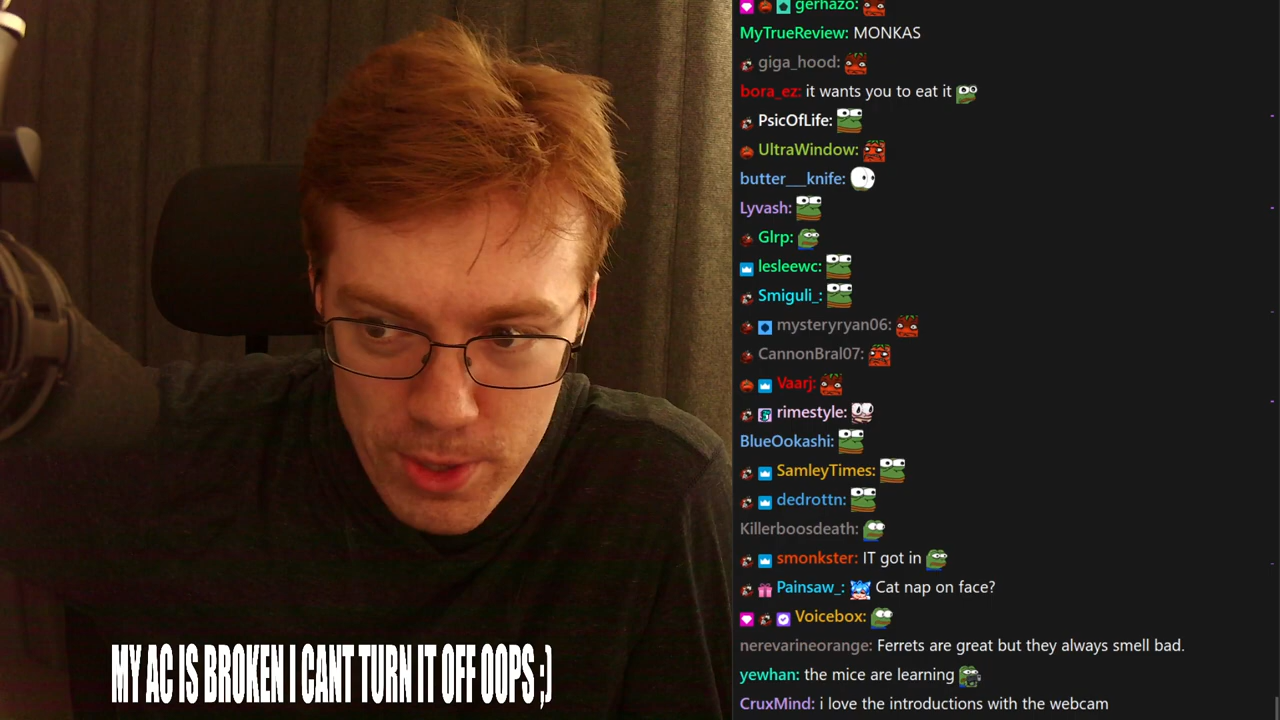 gerhazo:
MyTrueReview: MONKAS
giga_hood:
bora_ez: it wants you to eat it
PsicOfLife:
UltraWindow:
butter___knife:
Lyvash:
Glrp:
lesleewc:
Smiguli_:
mysteryryan06:
CannonBral07:
Vaarj:
rimestyle:
BlueOokashi:
SamleyTimes:
dedrottn:
Killerboosdeath:
smonkster: IT got in
Painsaw_: Cat nap on face?
Voicebox:
nerevarineorange: Ferrets are great but they always smell bad.
yewhan: the mice are learning
CruxMind: i love the introductions with the webcam
MY AC IS BROKEN I CANT TURN IT OFF OOPS ;)